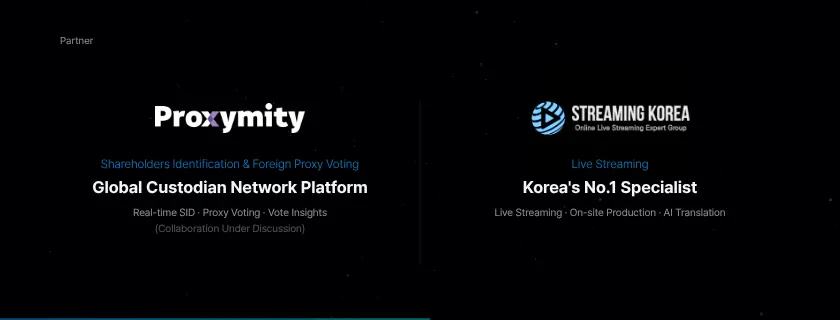 Partner
Proxymity
Shareholders Identification & Foreign Proxy Voting
Global Custodian Network Platform
Real-time SID · Proxy Voting · Vote Insights
(Collaboration Under Discussion)
STREAMING KOREA
Online Live Streaming Expert Group
Live Streaming
Korea's No.1 Specialist
Live Streaming · On-site Production · AI Translation